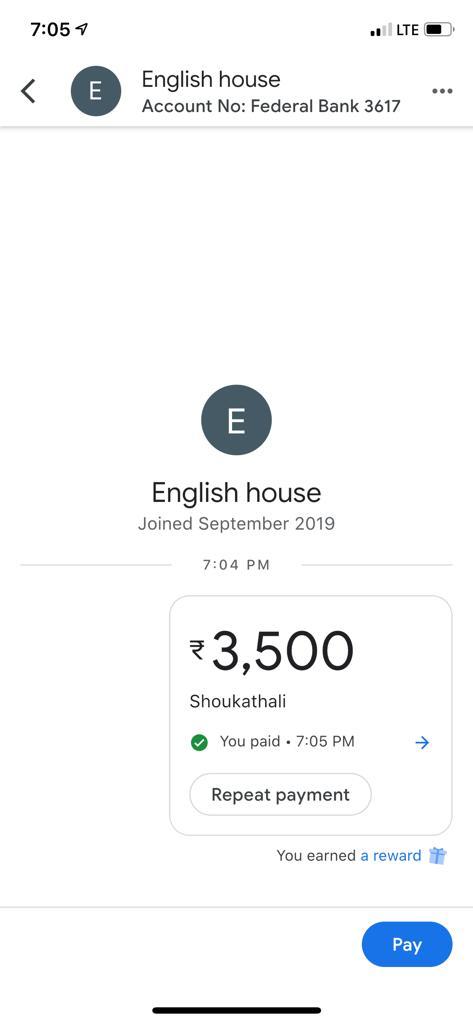 7:05 LTE
E
English house
Account No: Federal Bank 3617
E
English house
Joined September 2019
7:04 PM
₹3,500
Shoukathali
You paid • 7:05 PM
Repeat payment
You earned a reward
Pay